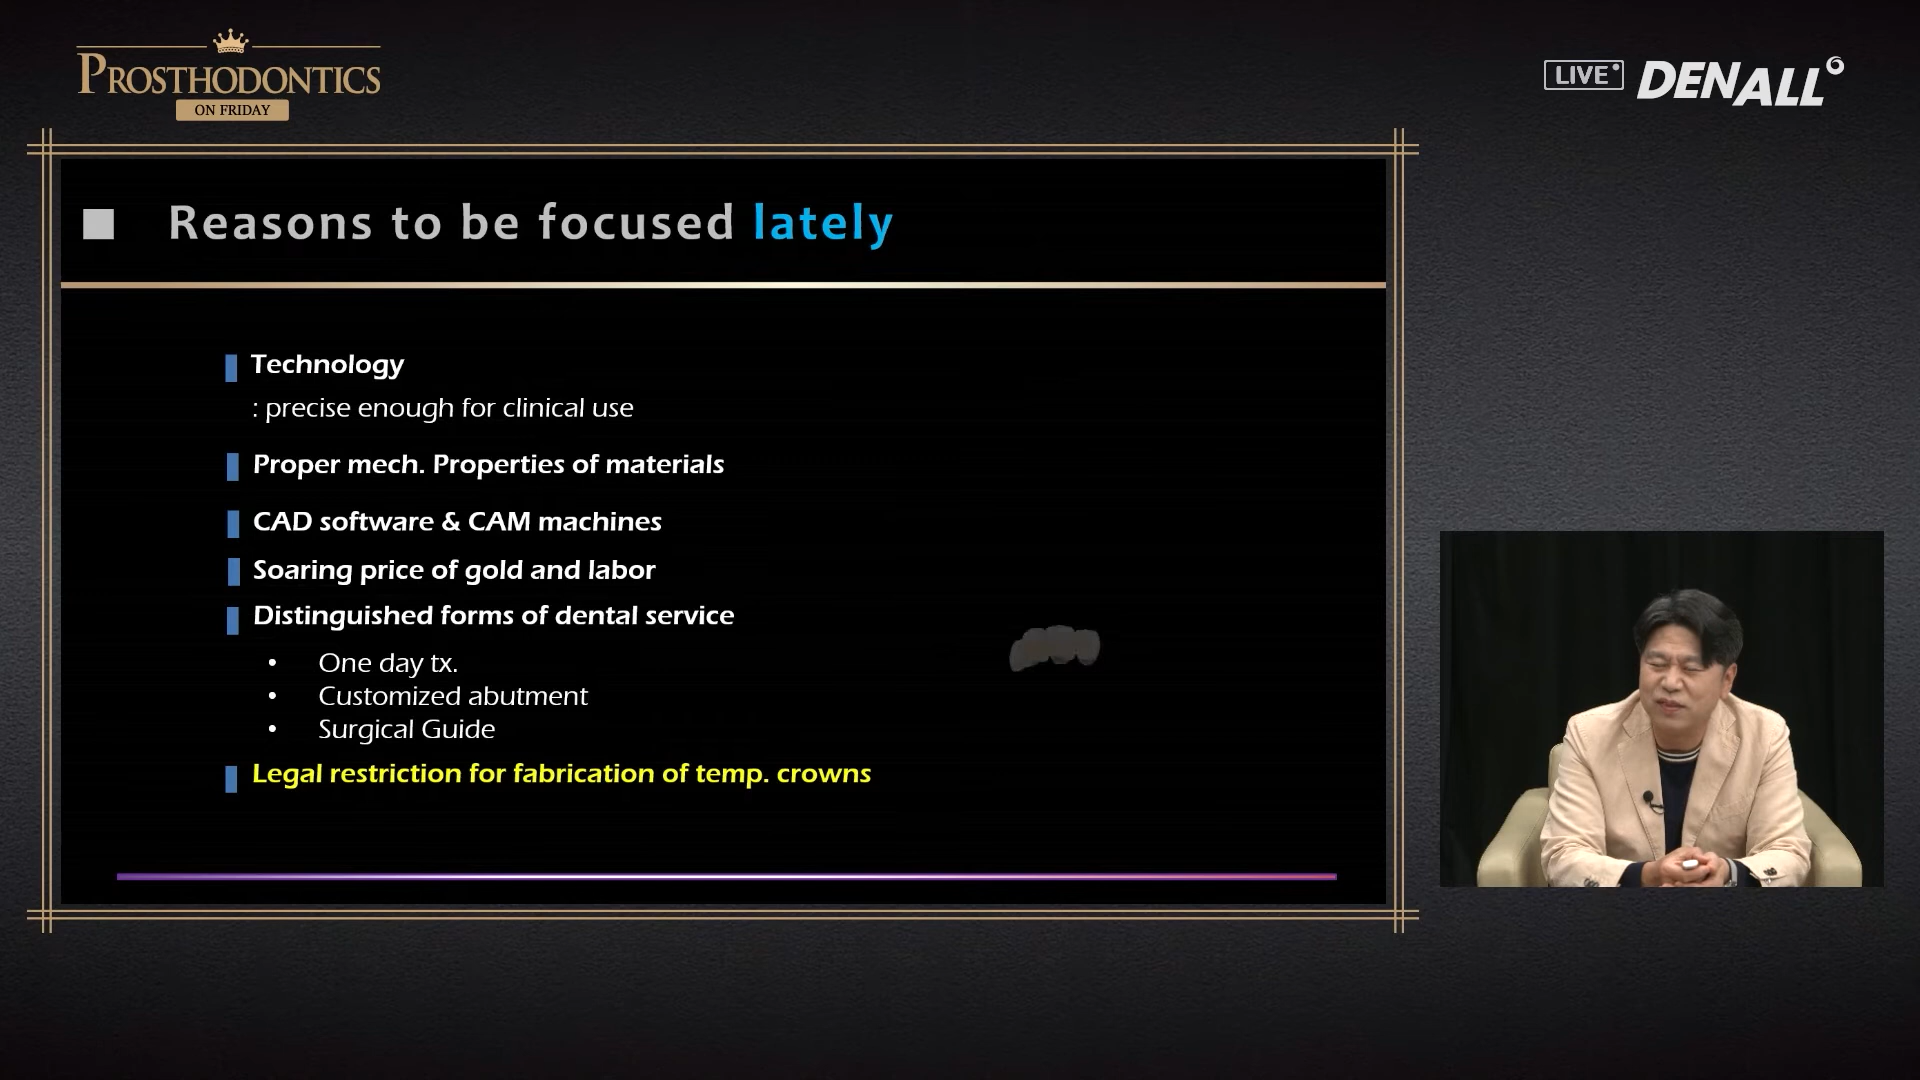 PROSTHODONTICS
ON FRIDAY
LIVE
DENALL
Reasons to be focused lately
Technology
: precise enough for clinical use
Proper mech. Properties of materials
CAD software & CAM machines
Soaring price of gold and labor
Distinguished forms of dental service
• One day tx.
• Customized abutment
• Surgical Guide
Legal restriction for fabrication of temp. crowns